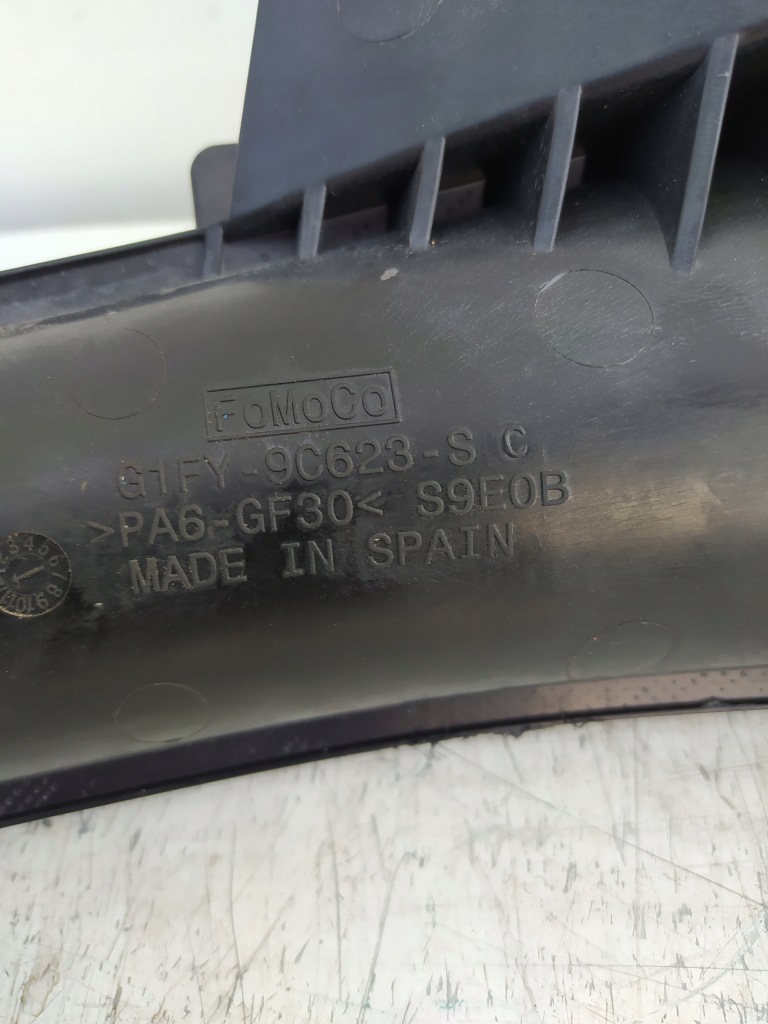 FoMoCo
G1FY-9C623-S C
>PA6-GF30< S9E0B
MADE IN SPAIN